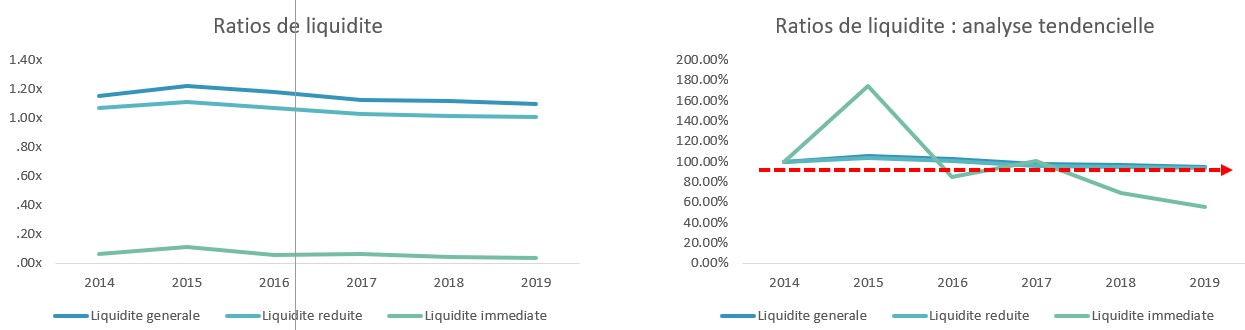 Ratios de liquidite
1.40x
1.20x
1.00x
.80x
.60x
.40x
.20x
.00x
2014 2015 2016 2017 2018 2019
Liquidite generale Liquidite reduite Liquidite immediate
Ratios de liquidite : analyse tendencielle
200.00%
180.00%
160.00%
140.00%
120.00%
100.00%
80.00%
60.00%
40.00%
20.00%
0.00%
2014 2015 2016 2017 2018 2019
Liquidite generale Liquidite reduite Liquidite immediate